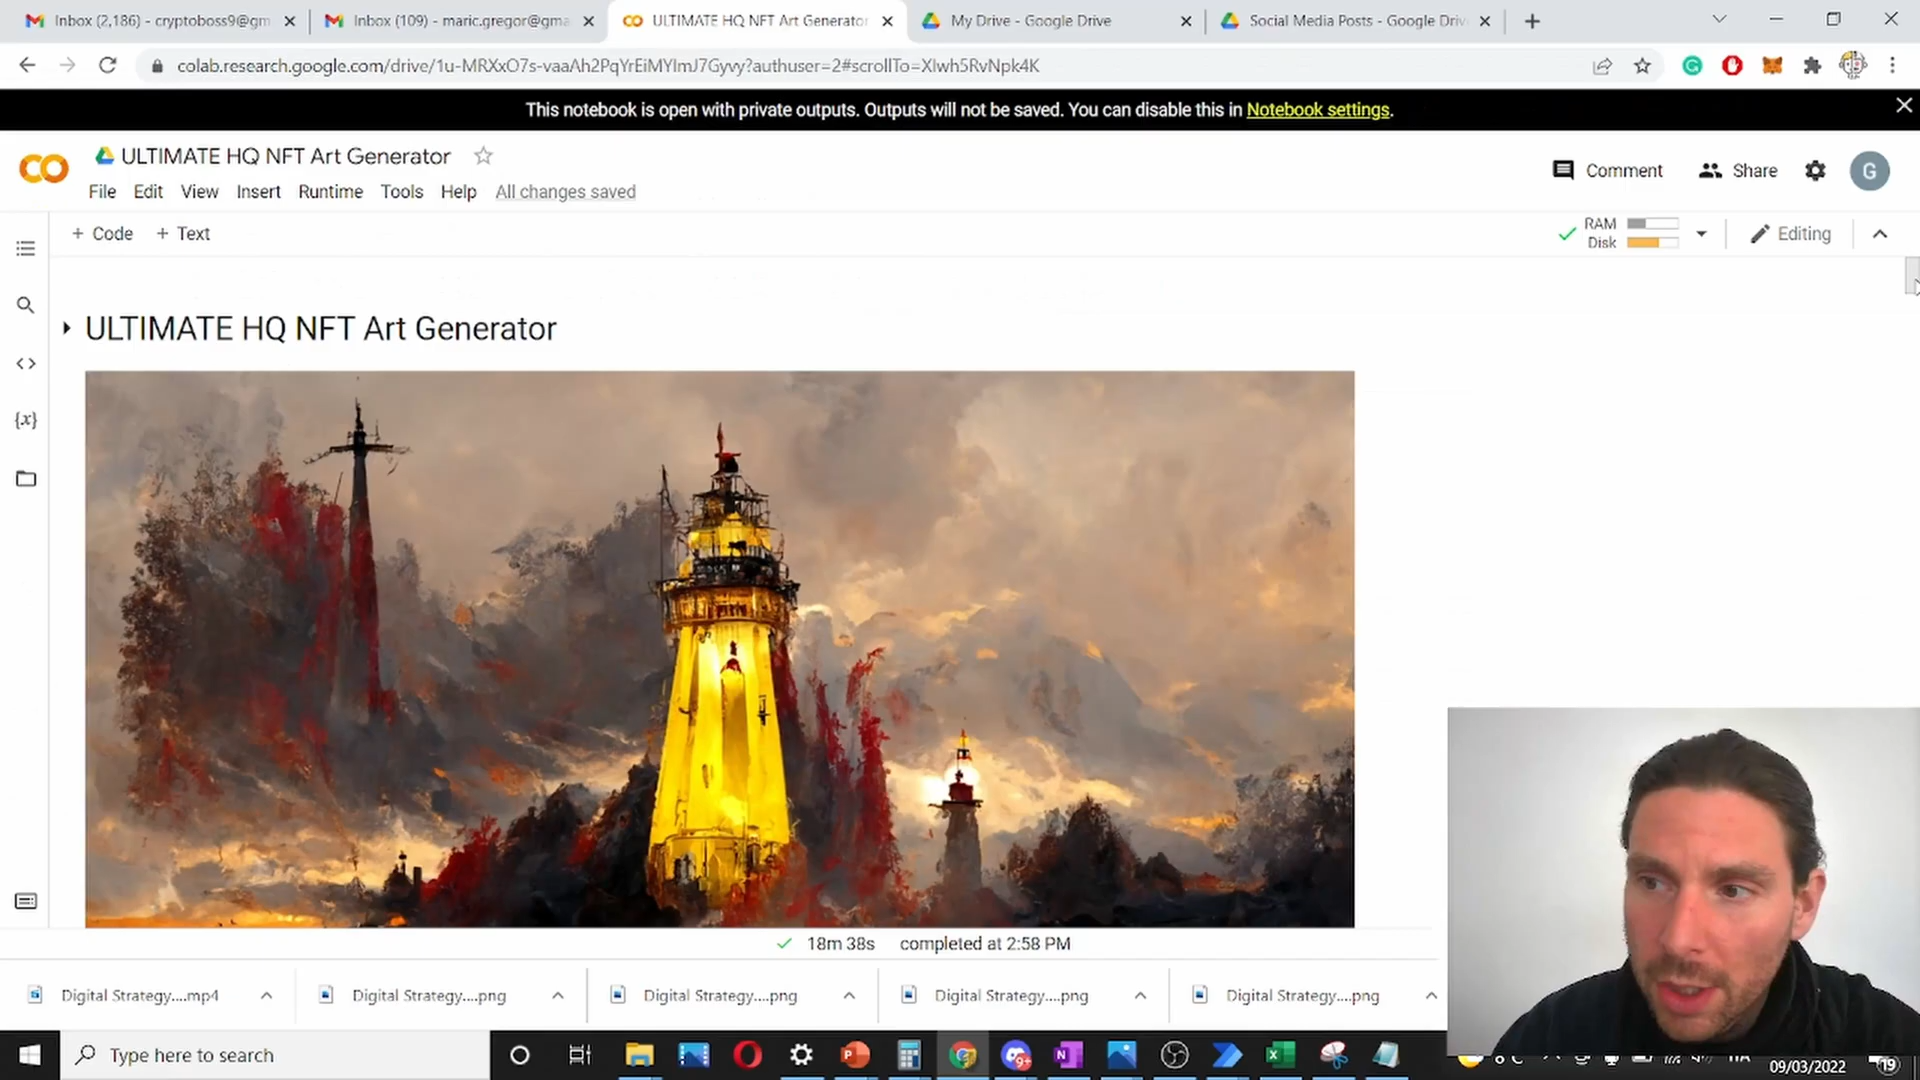 Inbox (2,186) - cryptoboss9@gm
Inbox (109) - maric.gregor@gma
ULTIMATE HQ NFT Art Generator
My Drive - Google Drive
Social Media Posts - Google Driv
colab.research.google.com/drive/1u-MRXxO7s-vaaAh2PqYrEiMYImJ7Gyvy?authuser=2#scrollTo=XIwh5RvNpk4K
This notebook is open with private outputs. Outputs will not be saved. You can disable this in Notebook settings.
CO
ULTIMATE HQ NFT Art Generator
Comment
Share
G
File Edit View Insert Runtime Tools Help All changes saved
+ Code + Text
RAM
Disk
Editing
{x}
ULTIMATE HQ NFT Art Generator
18m 38s completed at 2:58 PM
Digital Strategy....mp4
Digital Strategy....png
Digital Strategy....png
Digital Strategy....png
Digital Strategy....png
Type here to search
9+
09/03/2022
19